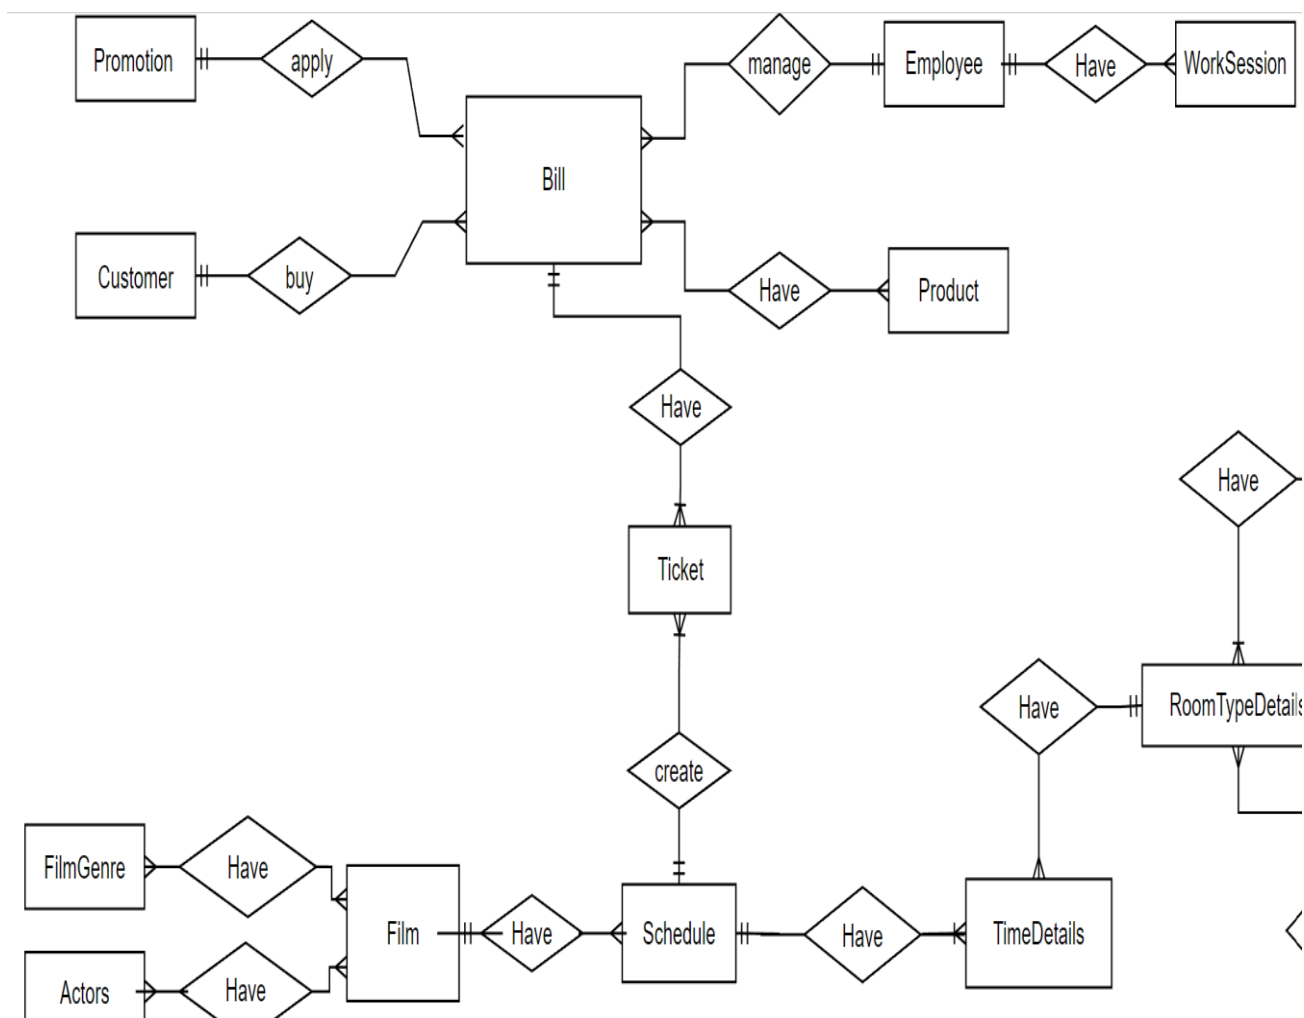 Promotion
apply
manage
Employee
Have
WorkSession
Bill
Customer
buy
Have
Product
Have
Have
Ticket
Have
RoomTypeDetails
create
FilmGenre
Have
Film
Have
Schedule
Have
TimeDetails
Actors
Have